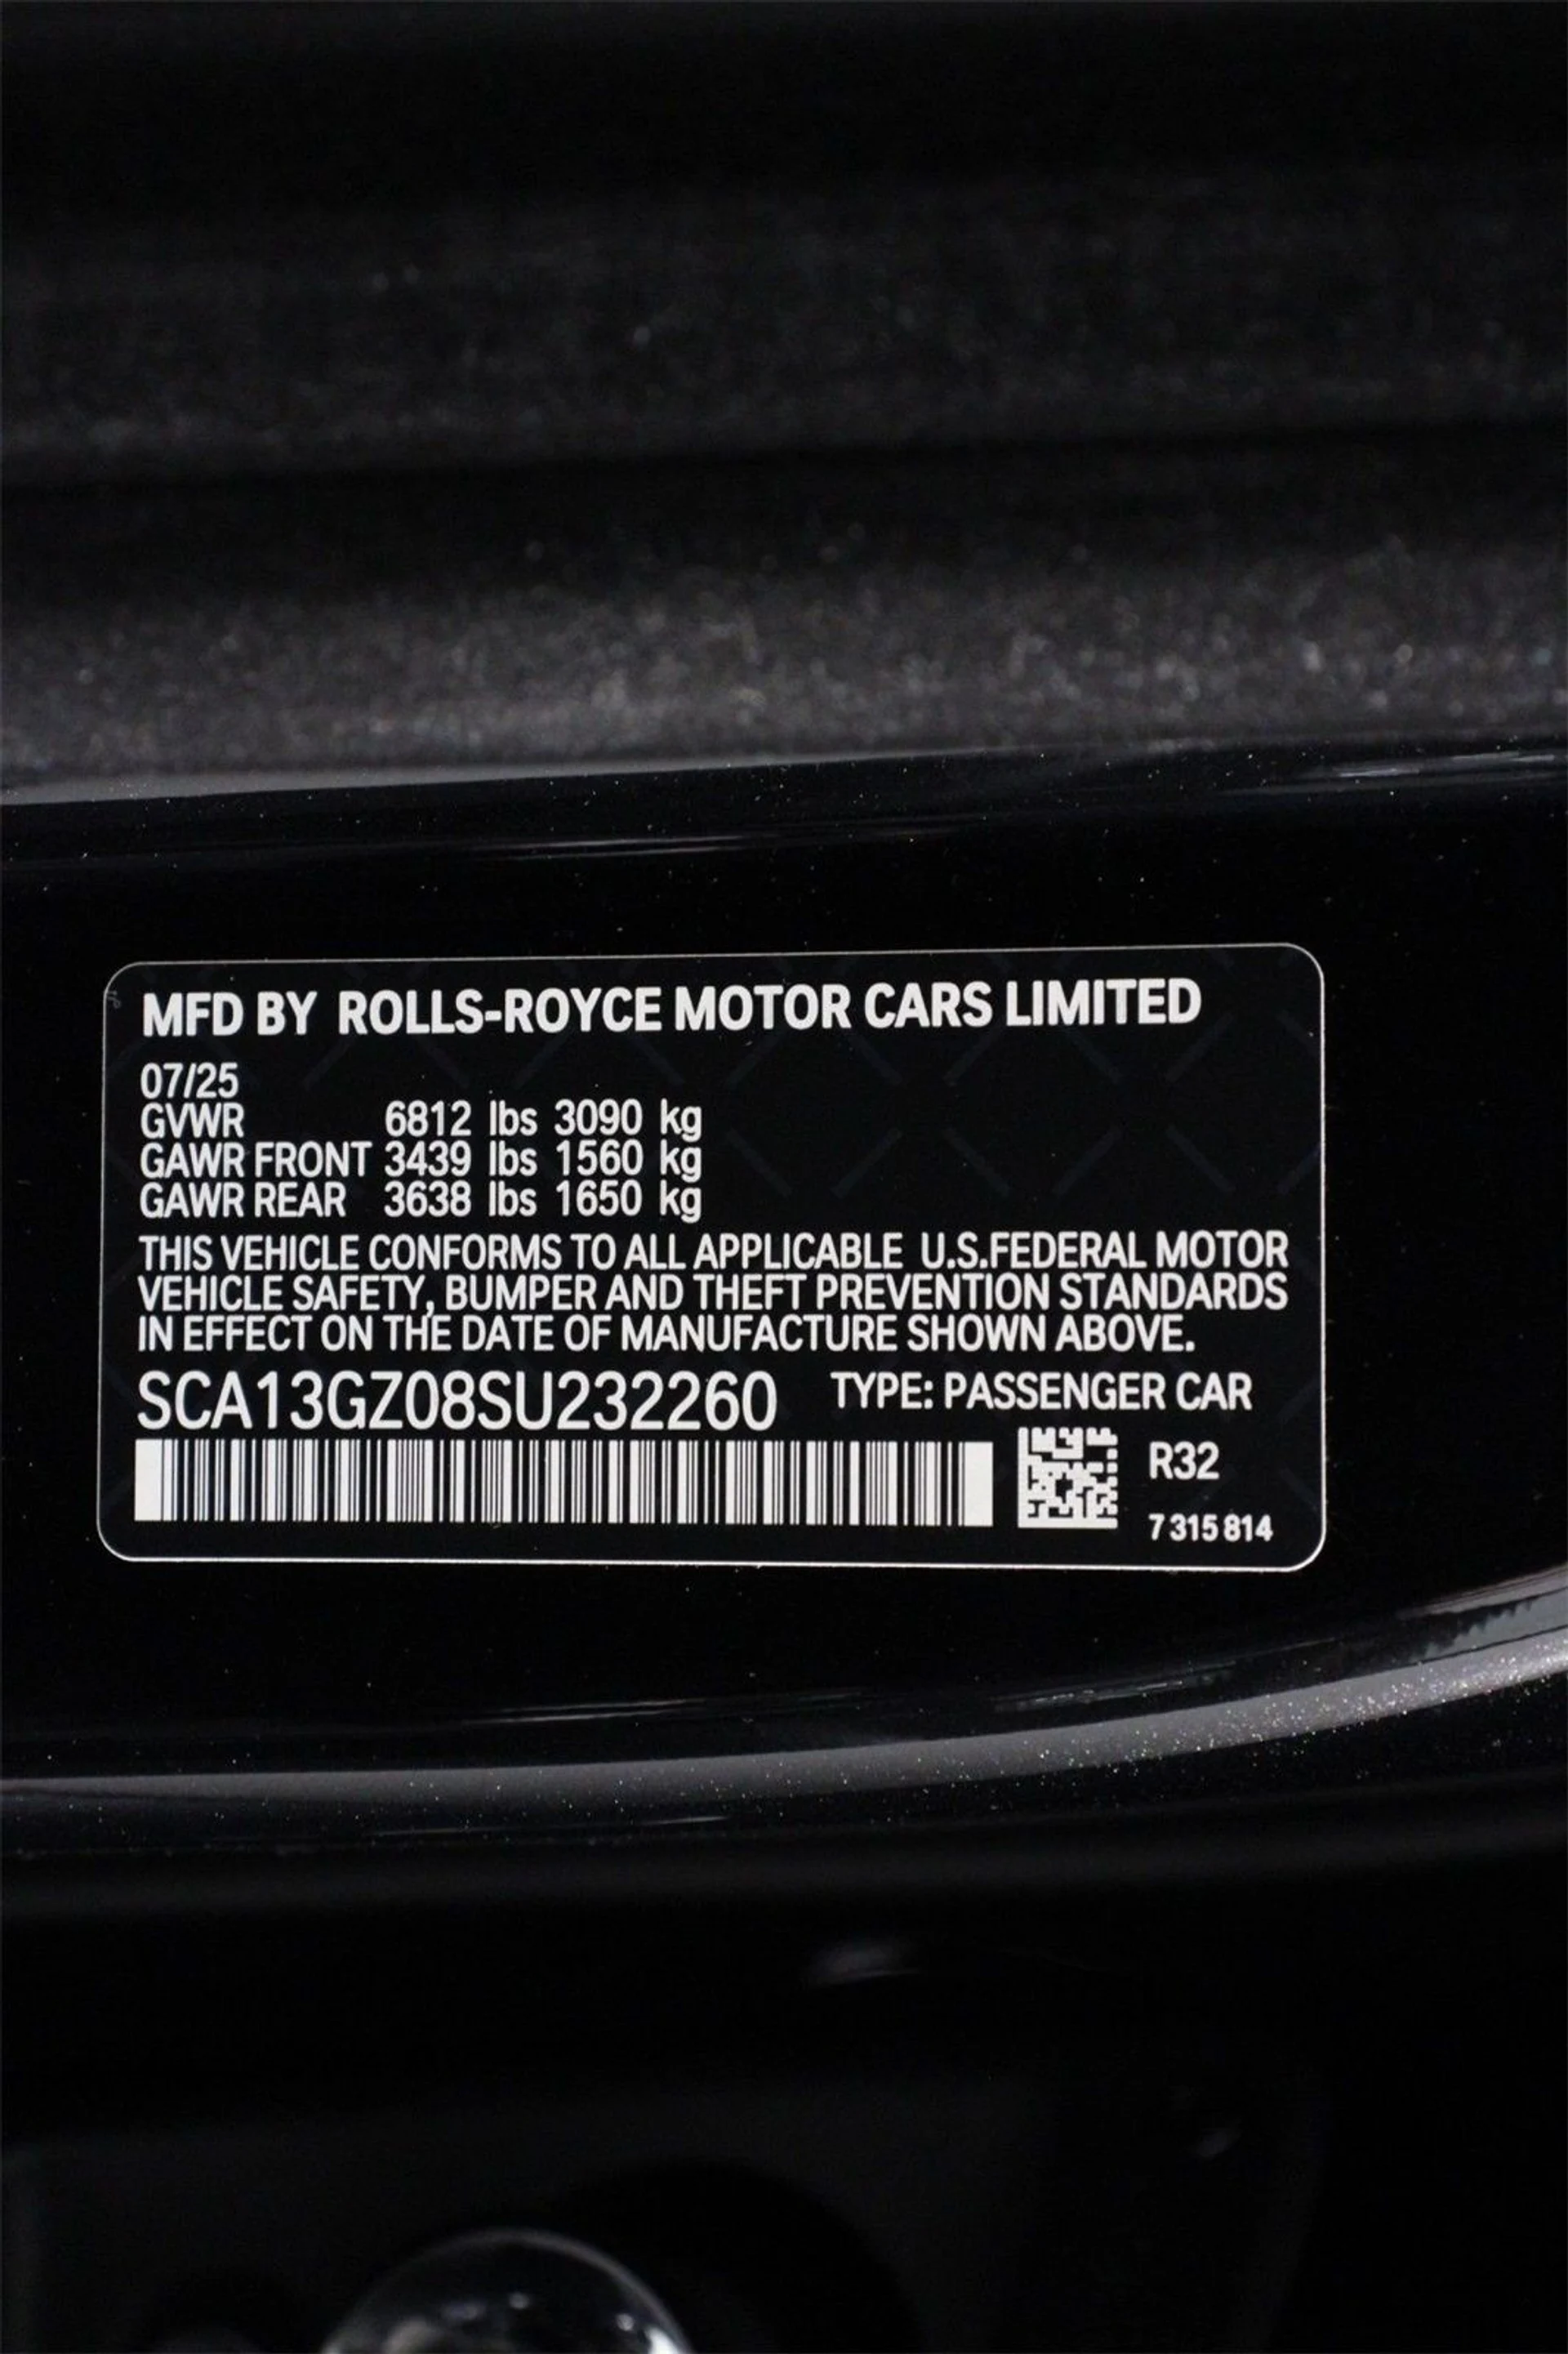 MFD BY ROLLS-ROYCE MOTOR CARS LIMITED
07/25
GVWR 6812 lbs 3090 kg
GAWR FRONT 3439 lbs 1560 kg
GAWR REAR 3638 lbs 1650 kg
THIS VEHICLE CONFORMS TO ALL APPLICABLE U.S.FEDERAL MOTOR
VEHICLE SAFETY, BUMPER AND THEFT PREVENTION STANDARDS
IN EFFECT ON THE DATE OF MANUFACTURE SHOWN ABOVE.
SCA13GZ08SU232260 TYPE: PASSENGER CAR
R32
7 315 814